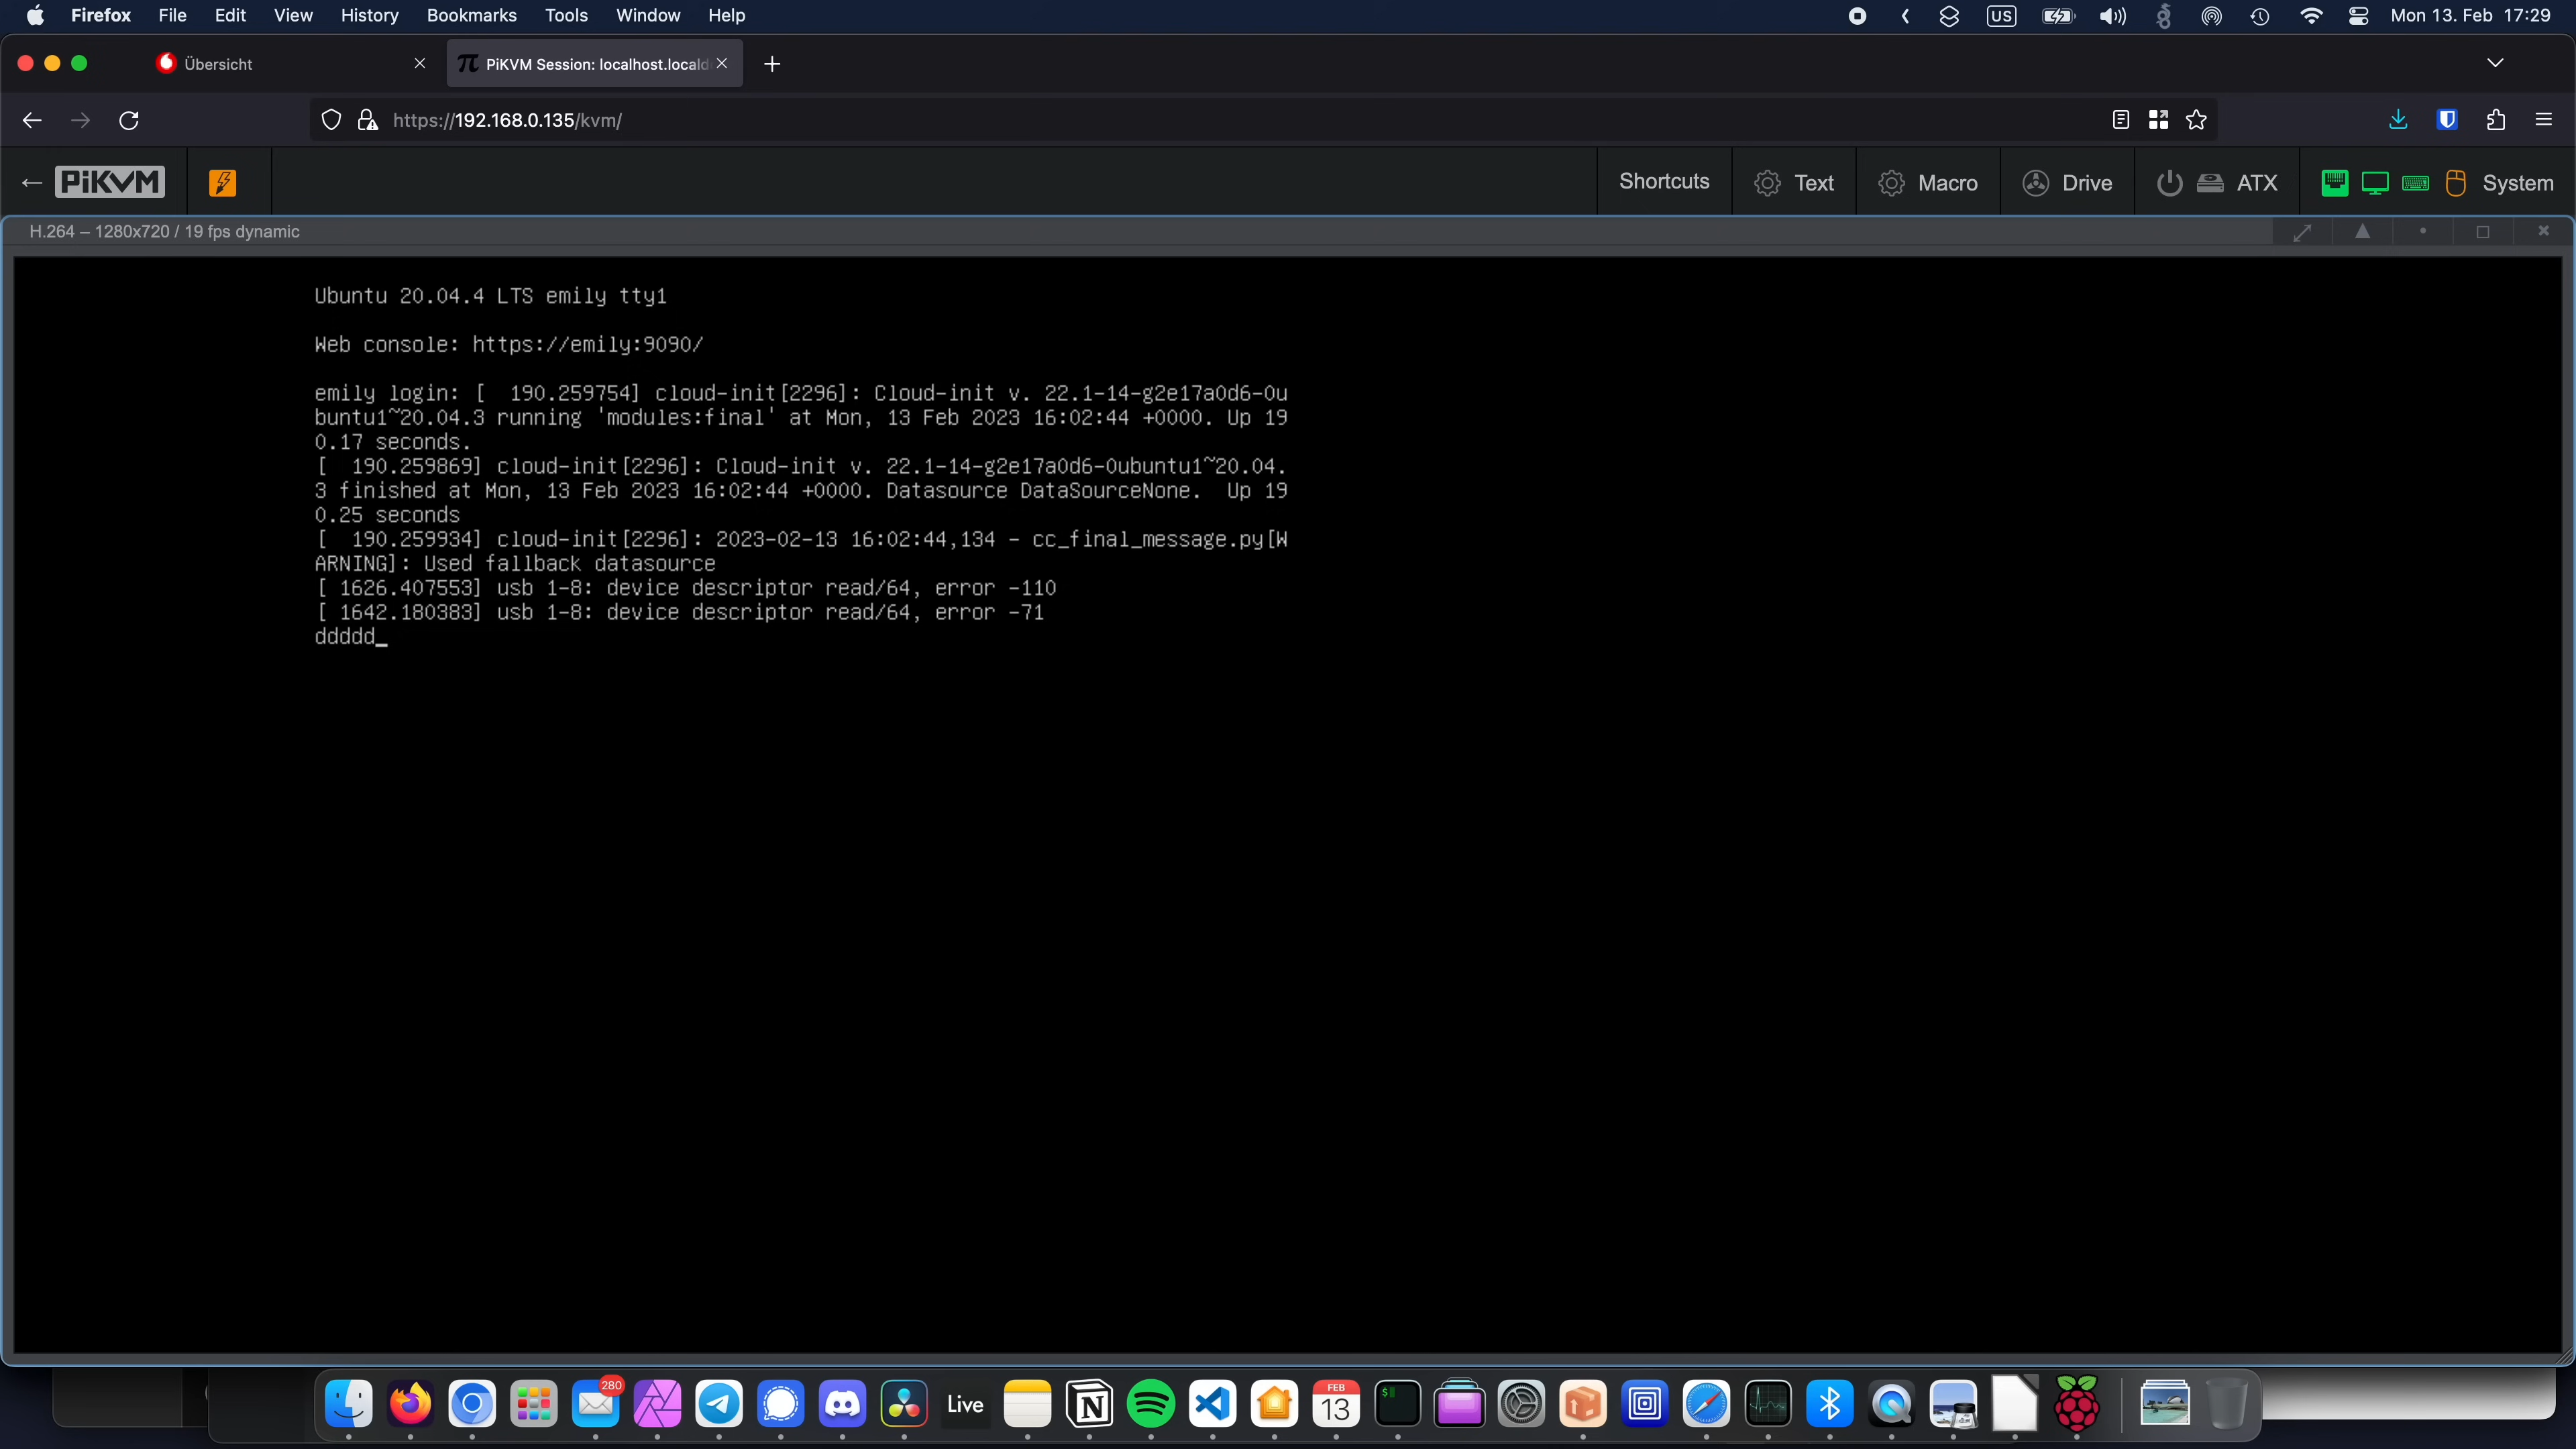 Firefox File Edit View History Bookmarks Tools Window Help US Mon 13. Feb 17:29
Übersicht
PiKVM Session: localhost.locald
https://192.168.0.135/kvm/
PiKVM Shortcuts Text Macro Drive ATX System
H.264 – 1280x720 / 19 fps dynamic
Ubuntu 20.04.4 LTS emily tty1
Web console: https://emily:9090/
emily login: [  190.259754] cloud-init[2296]: Cloud-init v. 22.1-14-g2e17a0d6-0u
buntu1~20.04.3 running 'modules:final' at Mon, 13 Feb 2023 16:02:44 +0000. Up 19
0.17 seconds.
[  190.259869] cloud-init[2296]: Cloud-init v. 22.1-14-g2e17a0d6-0ubuntu1~20.04.
3 finished at Mon, 13 Feb 2023 16:02:44 +0000. Datasource DataSourceNone.  Up 19
0.25 seconds
[  190.259934] cloud-init[2296]: 2023-02-13 16:02:44,134 - cc_final_message.py[W
ARNING]: Used fallback datasource
[ 1626.407553] usb 1-8: device descriptor read/64, error -110
[ 1642.180383] usb 1-8: device descriptor read/64, error -71
ddddd_
280
Live
FEB
13
$